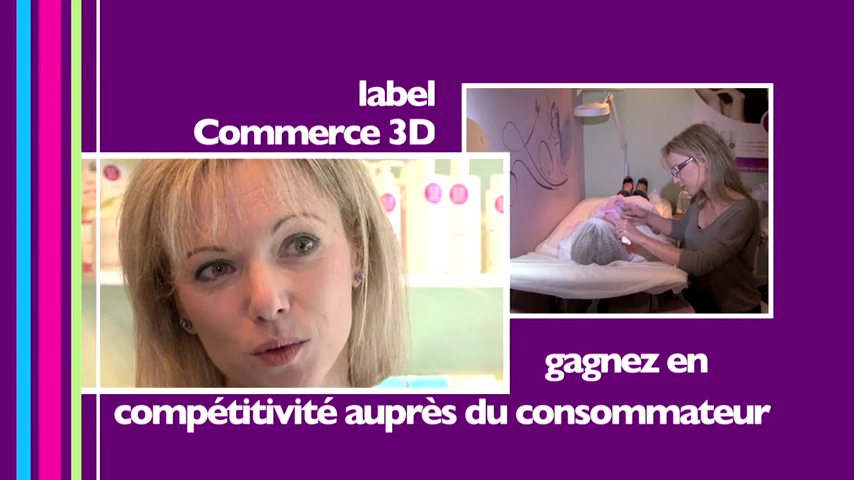 label
Commerce 3D
gagnez en
compétitivité auprès du consommateur